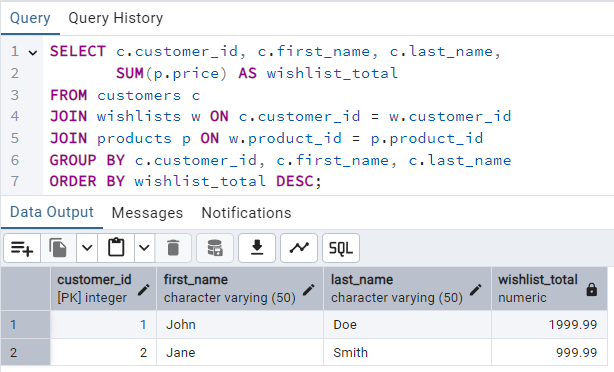 Query Query History
1 SELECT c.customer_id, c.first_name, c.last_name,
2 SUM(p.price) AS wishlist_total
3 FROM customers c
4 JOIN wishlists w ON c.customer_id = w.customer_id
5 JOIN products p ON w.product_id = p.product_id
6 GROUP BY c.customer_id, c.first_name, c.last_name
7 ORDER BY wishlist_total DESC;
Data Output Messages Notifications
SQL
customer_id first_name last_name wishlist_total
[PK] integer character varying (50) character varying (50) numeric
1 1 John Doe 1999.99
2 2 Jane Smith 999.99